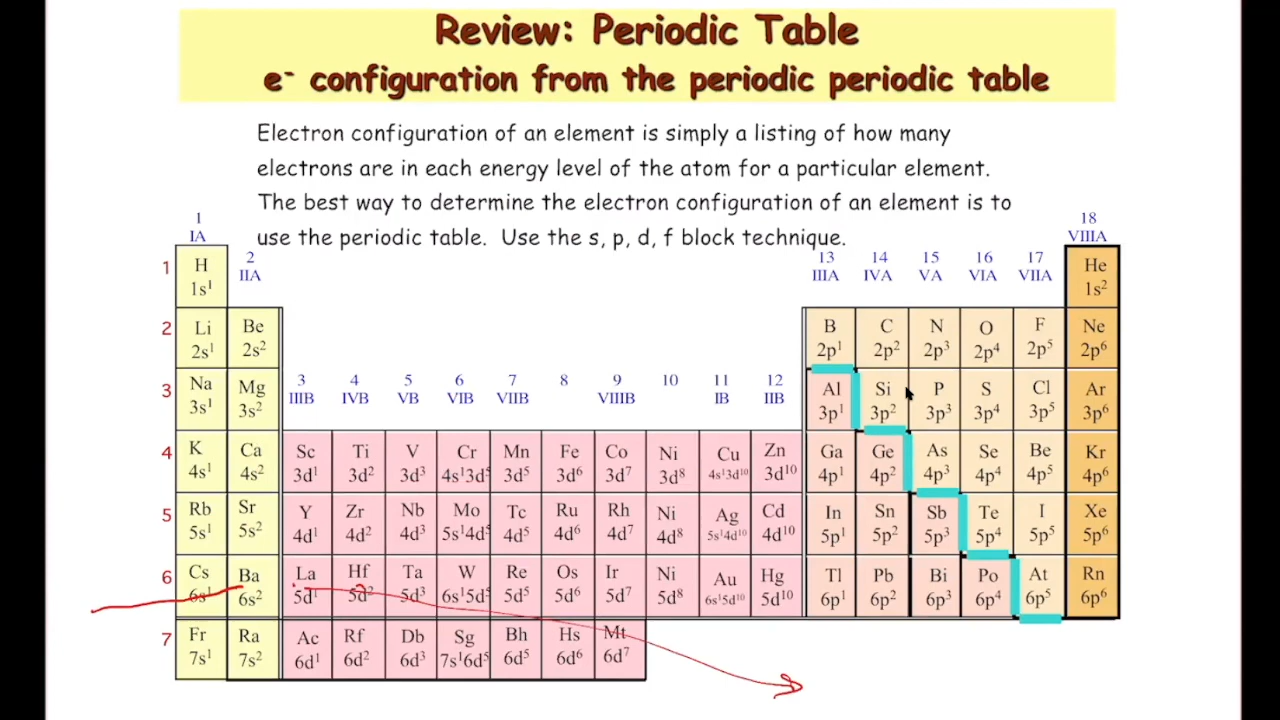 Review: Periodic Table
e⁻ configuration from the periodic periodic table
Electron configuration of an element is simply a listing of how many
electrons are in each energy level of the atom for a particular element.
The best way to determine the electron configuration of an element is to
use the periodic table. Use the s, p, d, f block technique.
1 18
IA VIIIA
2 13 14 15 16 17
IIA IIIA IVA VA VIA VIIA
1 H He
1s¹ 1s²
2 Li Be B C N O F Ne
2s¹ 2s² 2p¹ 2p² 2p³ 2p⁴ 2p⁵ 2p⁶
3 4 5 6 7 8 9 10 11 12
IIIB IVB VB VIB VIIB VIIIB IB IIB
3 Na Mg Al Si P S Cl Ar
3s¹ 3s² 3p¹ 3p² 3p³ 3p⁴ 3p⁵ 3p⁶
4 K Ca Sc Ti V Cr Mn Fe Co Ni Cu Zn Ga Ge As Se Be Kr
4s¹ 4s² 3d¹ 3d² 3d³ 4s¹3d⁵ 3d⁵ 3d⁶ 3d⁷ 3d⁸ 4s¹3d¹⁰ 3d¹⁰ 4p¹ 4p² 4p³ 4p⁴ 4p⁵ 4p⁶
5 Rb Sr Y Zr Nb Mo Tc Ru Rh Ni Ag Cd In Sn Sb Te I Xe
5s¹ 5s² 4d¹ 4d² 4d³ 5s¹4d⁵ 4d⁵ 4d⁶ 4d⁷ 4d⁸ 5s¹4d¹⁰ 4d¹⁰ 5p¹ 5p² 5p³ 5p⁴ 5p⁵ 5p⁶
6 Cs Ba La Hf Ta W Re Os Ir Ni Au Hg Tl Pb Bi Po At Rn
6s¹ 6s² 5d¹ 5d² 5d³ 6s¹5d⁵ 5d⁵ 5d⁶ 5d⁷ 5d⁸ 6s¹5d¹⁰ 5d¹⁰ 6p¹ 6p² 6p³ 6p⁴ 6p⁵ 6p⁶
7 Fr Ra Ac Rf Db Sg Bh Hs Mt
7s¹ 7s² 6d¹ 6d² 6d³ 7s¹6d⁵ 6d⁵ 6d⁶ 6d⁷